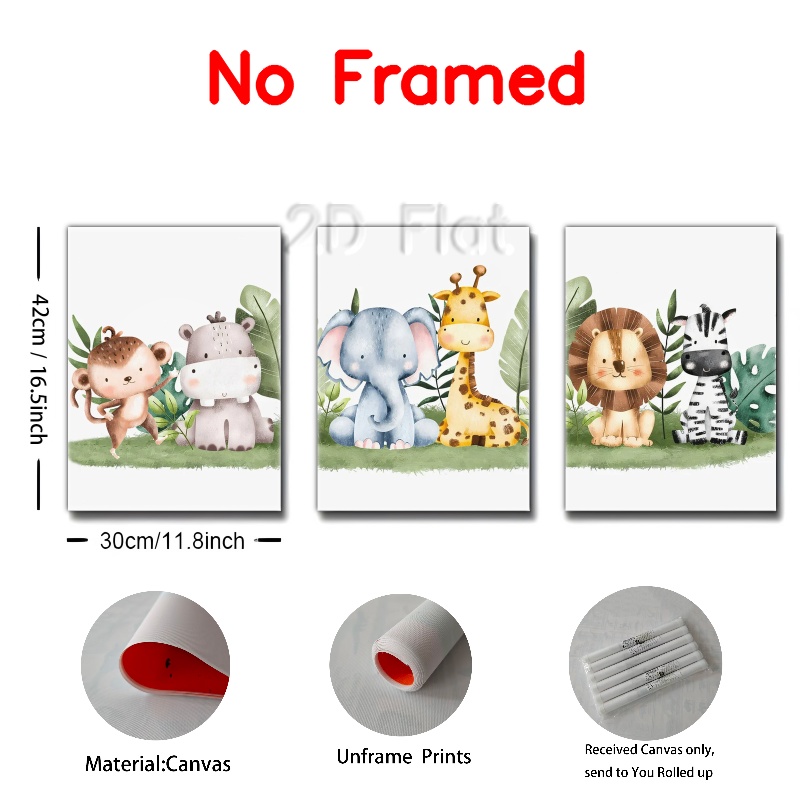 No Framed
2D Flat
42cm / 16.5inch
30cm/11.8inch
Material:Canvas
Unframe Prints
Received Canvas only,
send to You Rolled up